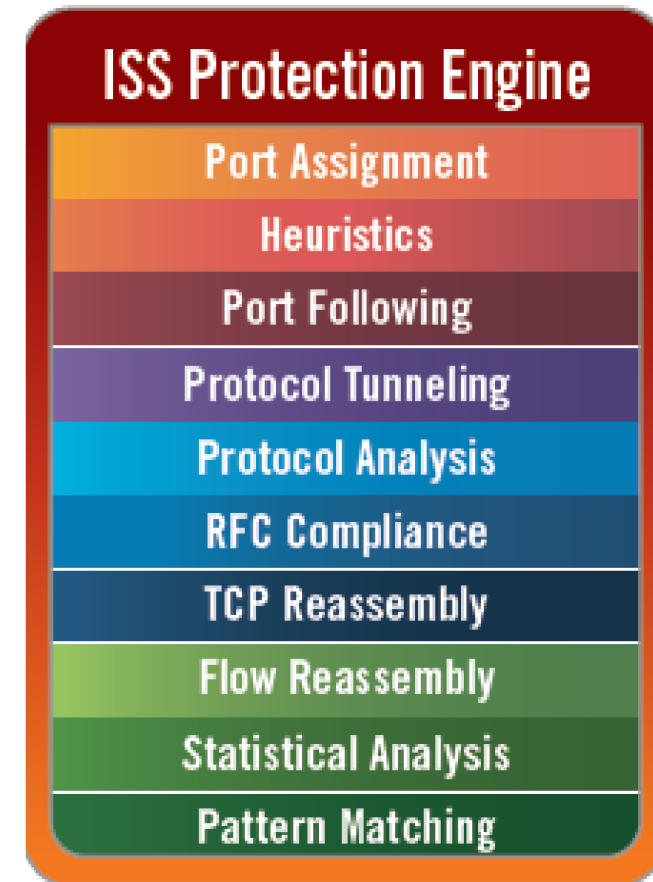 ISS Protection Engine
Port Assignment
Heuristics
Port Following
Protocol Tunneling
Protocol Analysis
RFC Compliance
TCP Reassembly
Flow Reassembly
Statistical Analysis
Pattern Matching